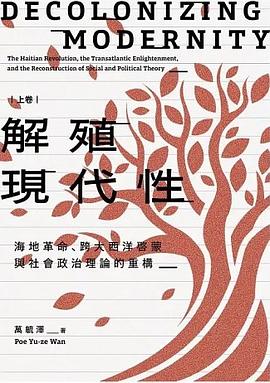 DECOLONIZING
MODERNITY
The Haitian Revolution, the Transatlantic Enlightenment,
and the Reconstruction of Social and Political Theory
|上卷|
解殖
現代性
海地革命、跨大西洋啓蒙
與社會政治理論的重構
萬毓澤 著
Poe Yu-ze Wan